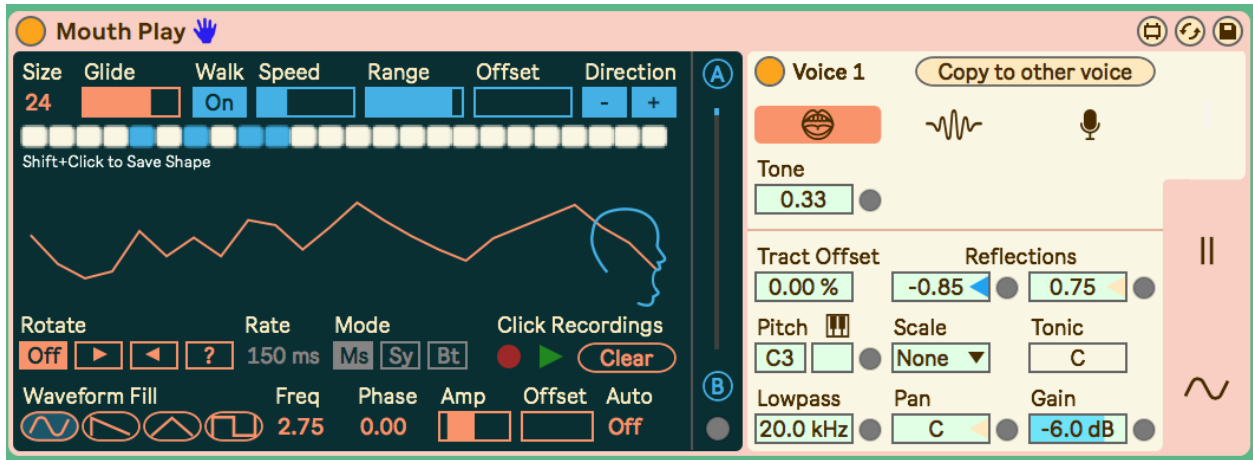 Mouth Play
Size Glide Walk Speed Range Offset Direction
24 On - +
Shift+Click to Save Shape
Rotate Rate Mode Click Recordings
Off ? 150 ms Ms Sy Bt Clear
Waveform Fill Freq Phase Amp Offset Auto
2.75 0.00 Off
A
B
Voice 1 Copy to other voice
Tone
0.33
Tract Offset Reflections
0.00 % -0.85 0.75
Pitch Scale Tonic
C3 None C
Lowpass Pan Gain
20.0 kHz C -6.0 dB